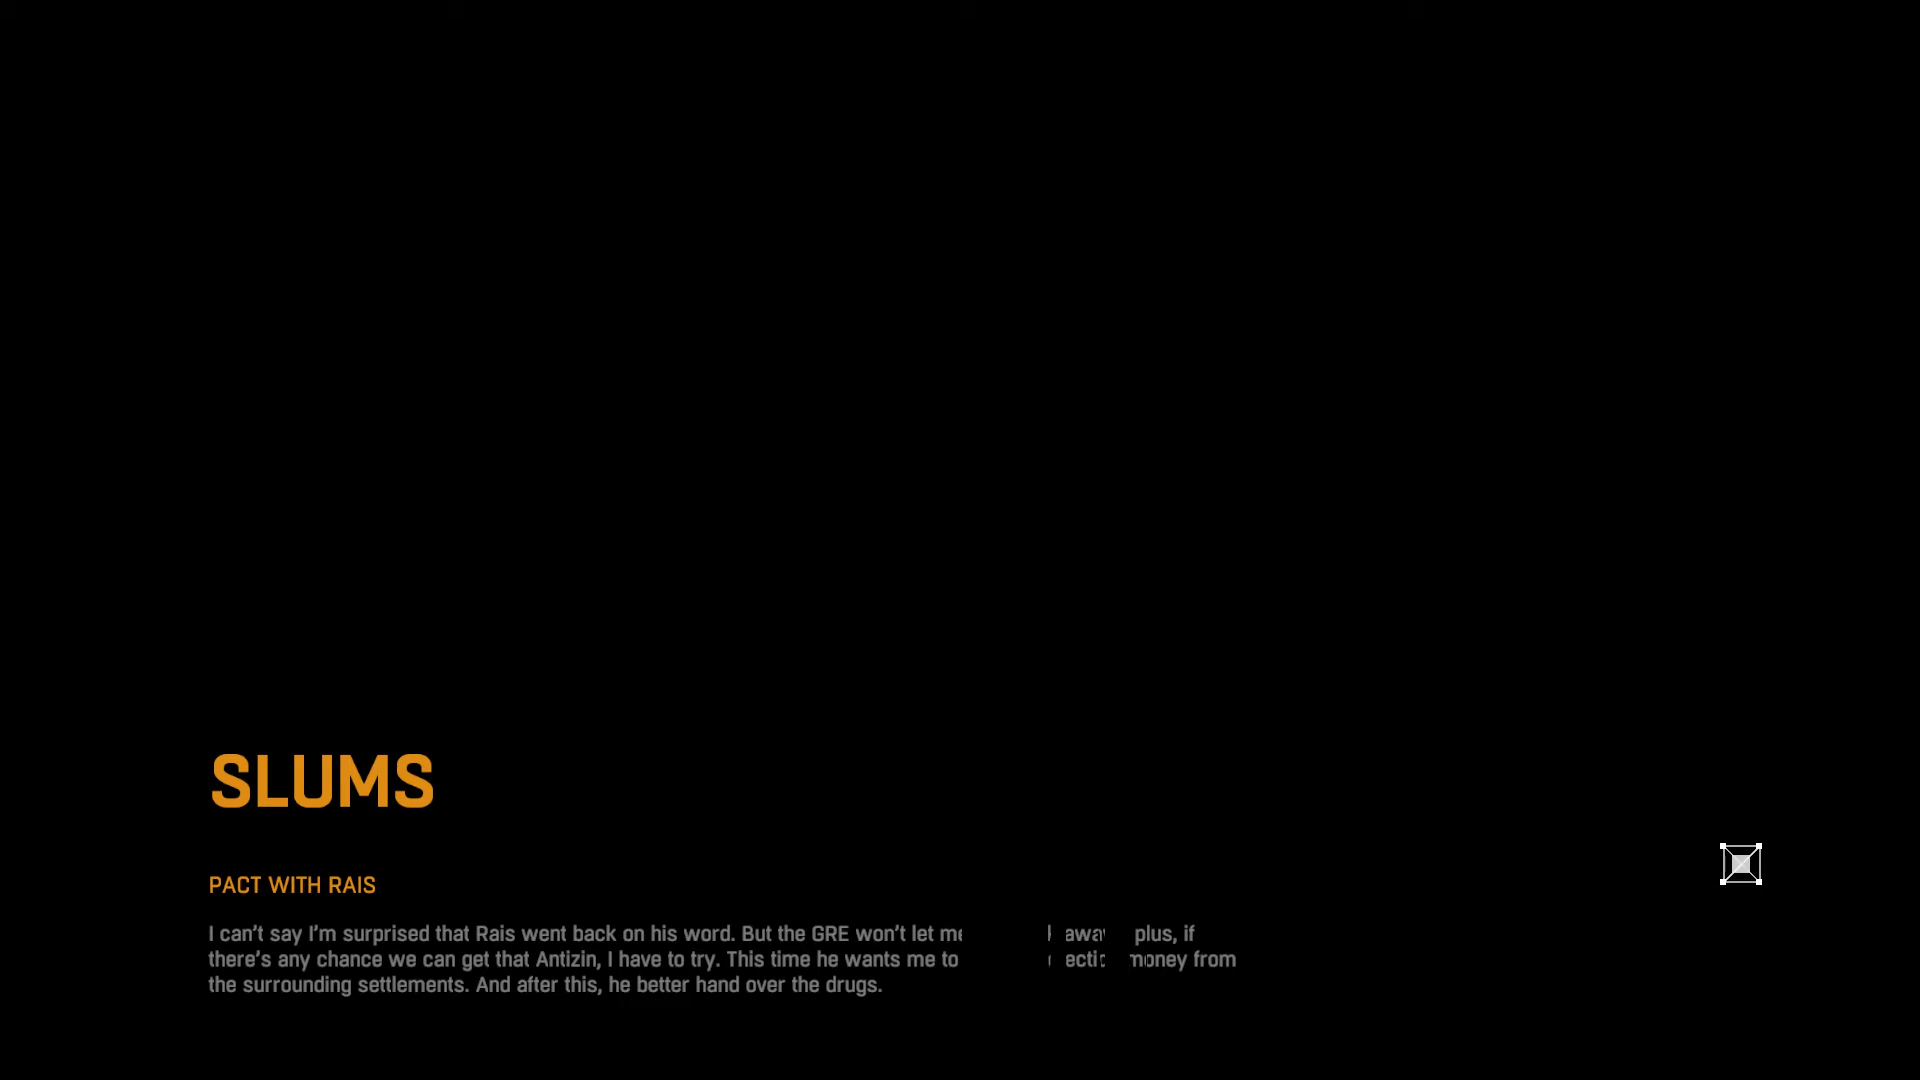 SLUMS
PACT WITH RAIS
I can't say I'm surprised that Rais went back on his word. But the GRE won't let plus, if
there's any chance we can get that Antizin, I have to try. This time he wants me to money from
the surrounding settlements. And after this, he better hand over the drugs.